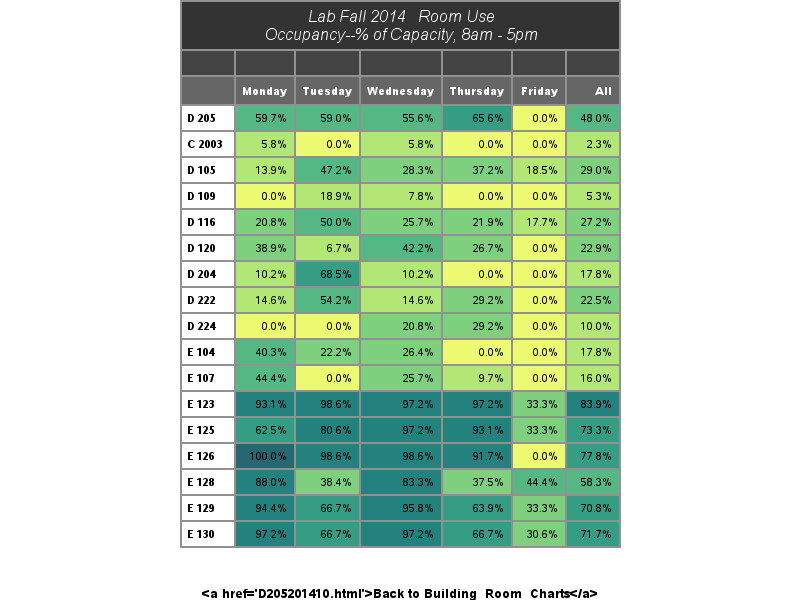 Lab Fall 2014 Room Use
Occupancy--% of Capacity, 8am - 5pm
Monday Tuesday Wednesday Thursday Friday All
D 205 59.7% 59.0% 55.6% 65.6% 0.0% 48.0%
C 2003 5.8% 0.0% 5.8% 0.0% 0.0% 2.3%
D 105 13.9% 47.2% 28.3% 37.2% 18.5% 29.0%
D 109 0.0% 18.9% 7.8% 0.0% 0.0% 5.3%
D 116 20.8% 50.0% 25.7% 21.9% 17.7% 27.2%
D 120 38.9% 6.7% 42.2% 26.7% 0.0% 22.9%
D 204 10.2% 68.5% 10.2% 0.0% 0.0% 17.8%
D 222 14.6% 54.2% 14.6% 29.2% 0.0% 22.5%
D 224 0.0% 0.0% 20.8% 29.2% 0.0% 10.0%
E 104 40.3% 22.2% 26.4% 0.0% 0.0% 17.8%
E 107 44.4% 0.0% 25.7% 9.7% 0.0% 16.0%
E 123 93.1% 98.6% 97.2% 97.2% 33.3% 83.9%
E 125 62.5% 80.6% 97.2% 93.1% 33.3% 73.3%
E 126 100.0% 98.6% 98.6% 91.7% 0.0% 77.8%
E 128 88.0% 38.4% 83.3% 37.5% 44.4% 58.3%
E 129 94.4% 66.7% 95.8% 63.9% 33.3% 70.8%
E 130 97.2% 66.7% 97.2% 66.7% 30.6% 71.7%
<a href='D205201410.html'>Back to Building_Room_Charts</a>